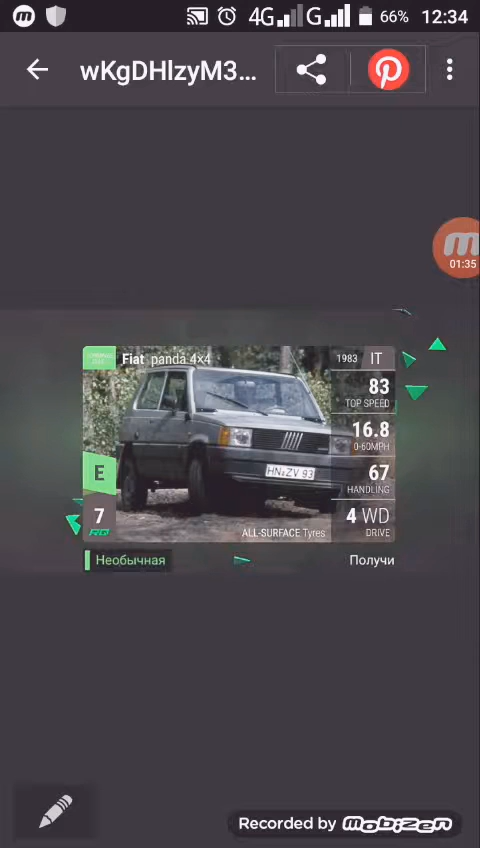 4G G 66% 12:34
wKgDHlzyM3...
01:35
Fiat panda 4x4
1983 IT
83
TOP SPEED
16.8
0-60MPH
67
HANDLING
4 WD
DRIVE
E
7
RQ
HN·ZV 93
ALL-SURFACE Tyres
Необычная
Получи
Recorded by mobizen